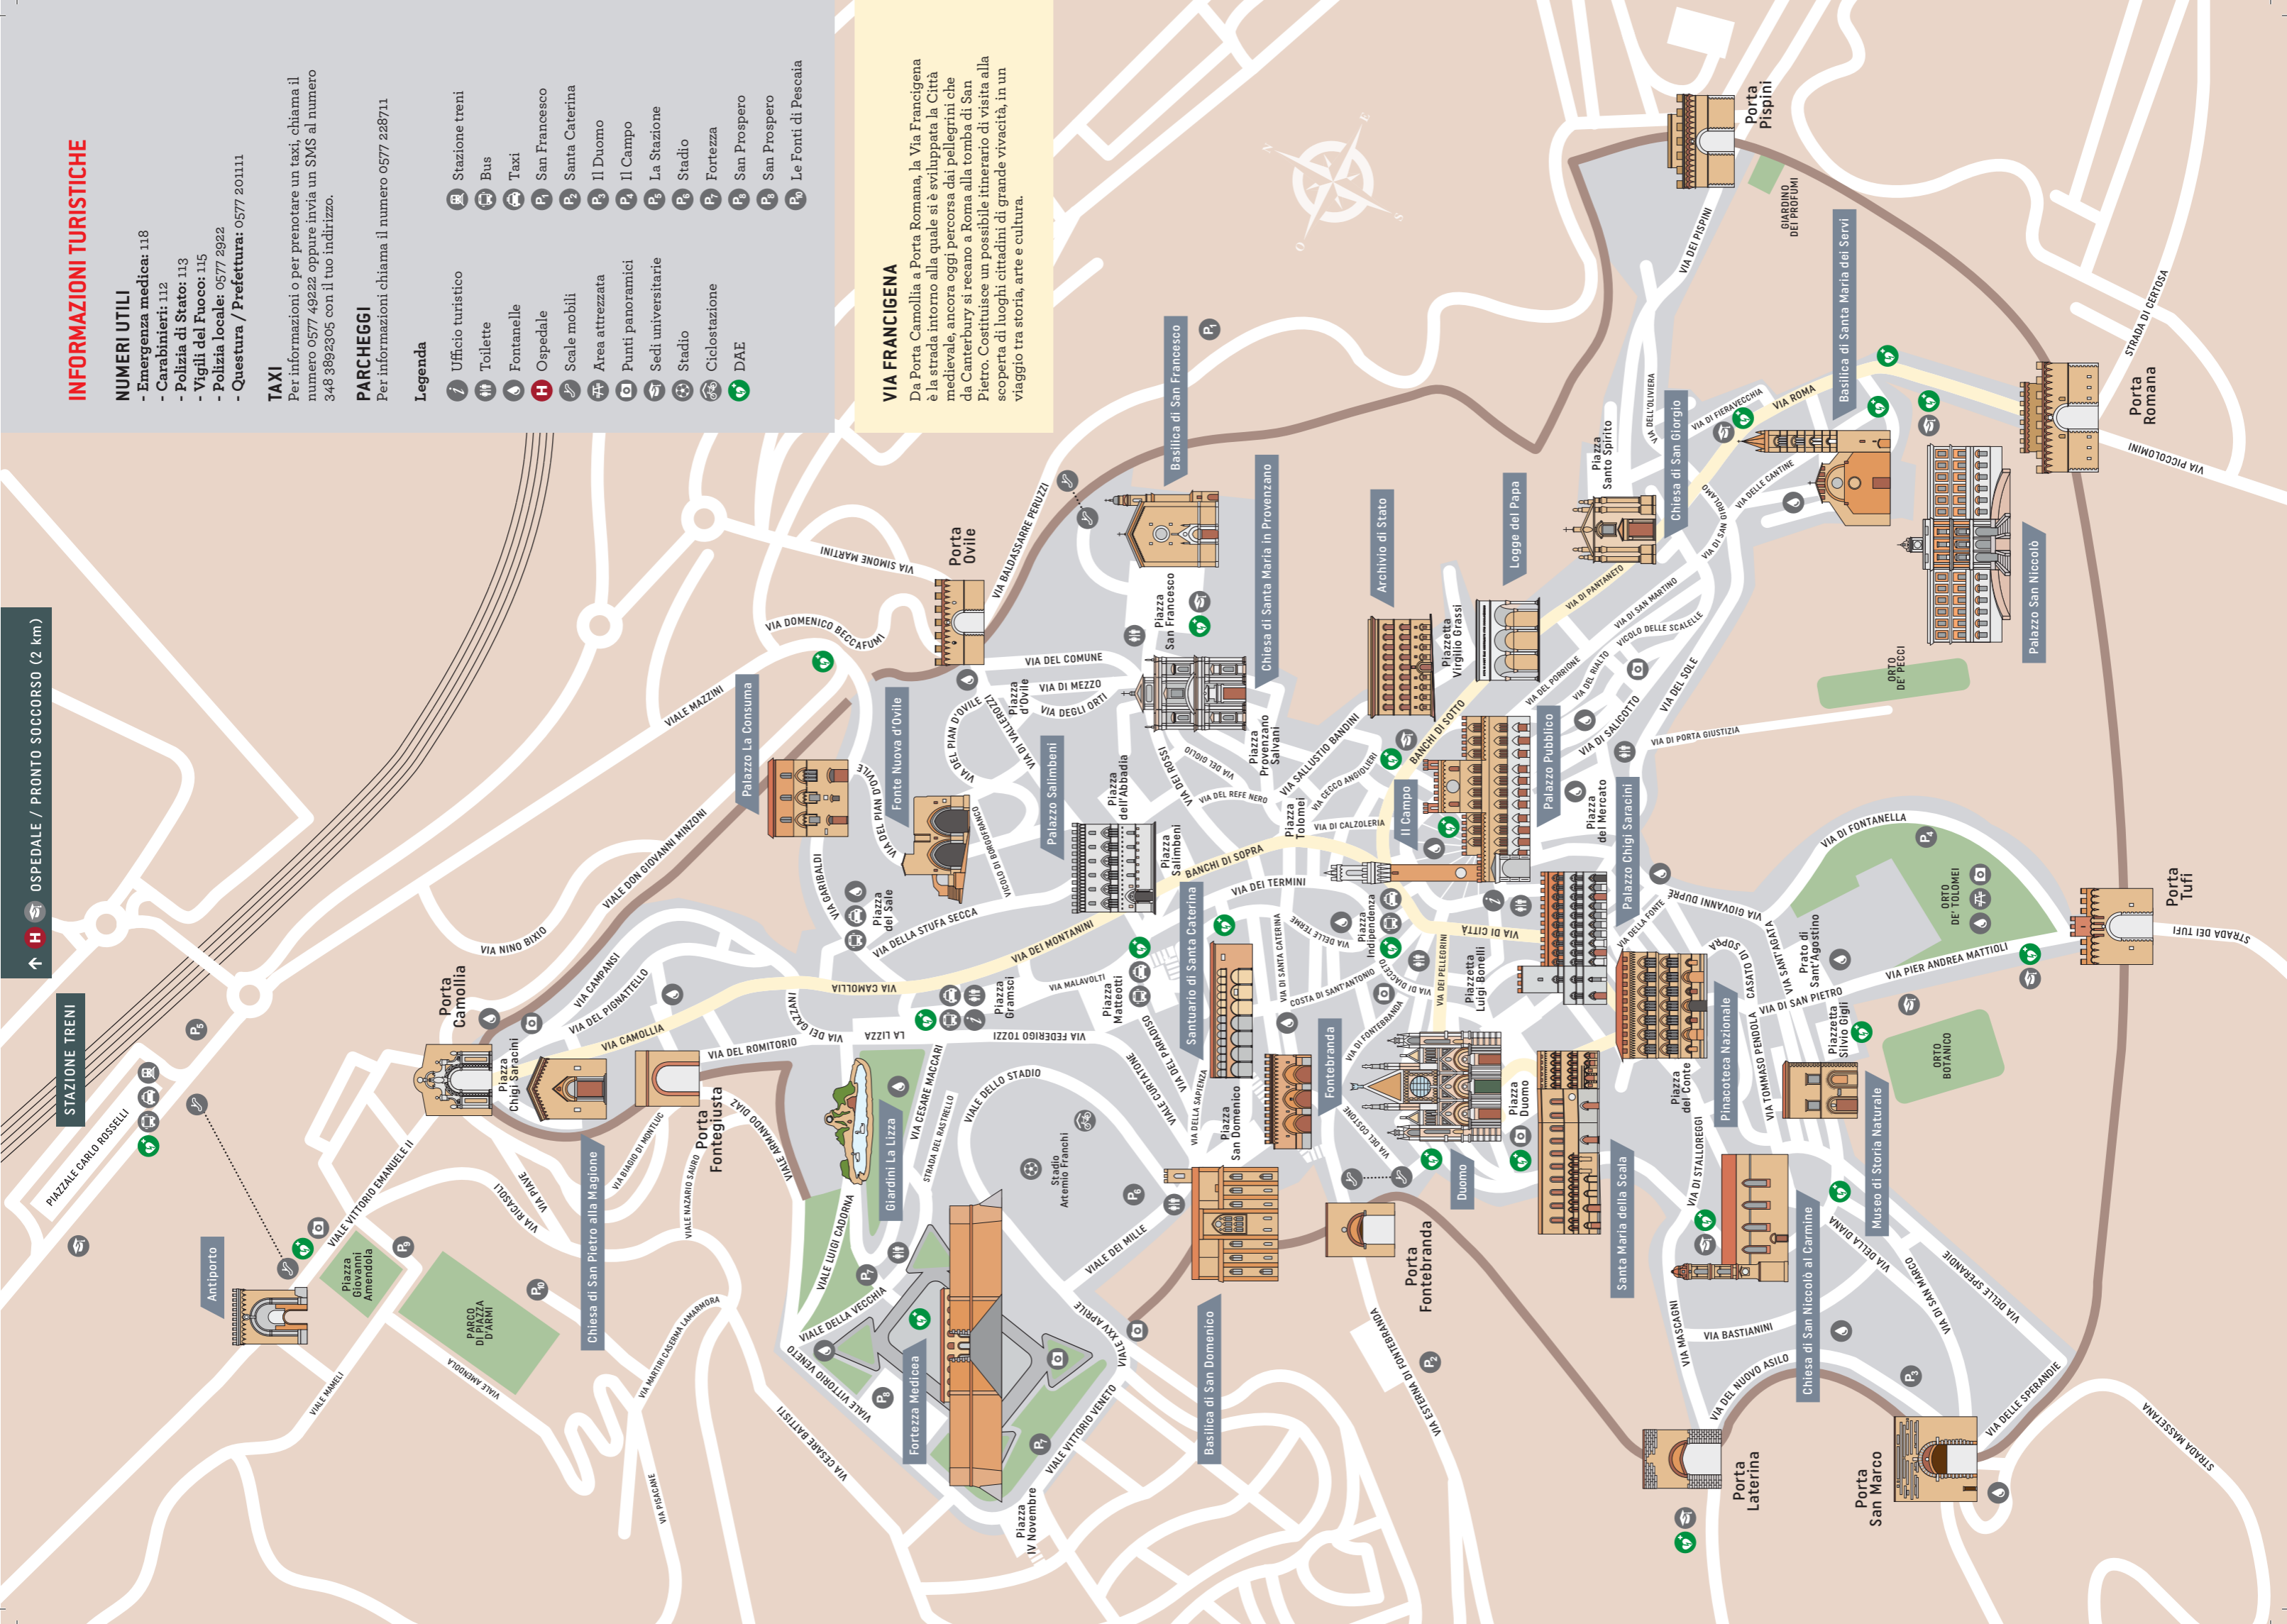 INFORMAZIONI TURISTICHE
NUMERI UTILI
- Emergenza medica: 118
- Carabinieri: 112
- Polizia di Stato: 113
- Vigili del Fuoco: 115
- Polizia locale: 0577 2922
- Questura / Prefettura: 0577 201111
TAXI
Per informazioni o per prenotare un taxi, chiama il
numero 0577 49222 oppure invia un SMS al numero
348 3892305 con il tuo indirizzo.
PARCHEGGI
Per informazioni chiama il numero 0577 228711
Legenda
Ufficio turistico
Toilette
Fontanelle
H Ospedale
Scale mobili
Area attrezzata
Punti panoramici
Sedi universitarie
Stadio
Ciclostazione
DAE
Stazione treni
Bus
Taxi
P1 San Francesco
P2 Santa Caterina
P3 Il Duomo
P4 Il Campo
P5 La Stazione
P6 Stadio
P7 Fortezza
P8 San Prospero
P8 San Prospero
P10 Le Fonti di Pescaia
VIA FRANCIGENA
Da Porta Camollia a Porta Romana, la Via Francigena
è la strada intorno alla quale si è sviluppata la Città
medievale, ancora oggi percorsa dai pellegrini che
da Canterbury si recano a Roma alla tomba di San
Pietro. Costituisce un possibile itinerario di visita alla
scoperta di luoghi cittadini di grande vivacità, in un
viaggio tra storia, arte e cultura.
N
E
S
O
H OSPEDALE / PRONTO SOCCORSO (2 km)
STAZIONE TRENI
PIAZZALE CARLO ROSSELLI
P5
Antiporto
VIALE VITTORIO EMANUELE II
Piazza
Giovanni
Amendola
P9
PARCO
DI PIAZZA
D'ARMI
P10
VIALE MAMELI
VIALE AMENDOLA
VIA RICASOLI
VIA PIAVE
VIA BIAGIO DI MONTLUC
VIALE NAZARIO SAURO
VIA MARTIRI CASERMA LAMARMORA
VIA PISACANE
VIA CESARE BATTISTI
Chiesa di San Pietro alla Magione
Porta
Camollia
Piazza
Chigi Saracini
Porta
Fontegiusta
VIALE ARMANDO DIAZ
VIA NINO BIXIO
VIALE DON GIOVANNI MINZONI
VIA CAMPANSI
VIA DEL PIGNATTELLO
VIA CAMOLLIA
VIA DEL ROMITORIO
VIA DEI GAZZANI
VIA CAMOLLIA
LA LIZZA
VIA FEDERIGO TOZZI
VIALE MAZZINI
VIA SIMONE MARTINI
VIA DOMENICO BECCAFUMI
Porta
Ovile
VIA BALDASSARRE PERUZZI
Palazzo La Consuma
Fonte Nuova d'Ovile
VIA GARIBALDI
VIA DEL PIAN D'OVILE
VIA DEL PIAN D'OVILE
VIA DI VALLEROZZI
Piazza
d'Ovile
VIA DEL COMUNE
VIA DI MEZZO
VIA DEGLI ORTI
Piazza
del Sale
VIA DELLA STUFA SECCA
VICOLO DI BORGOFRANCO
VIA DEI MONTANINI
Palazzo Salimbeni
Piazza
dell'Abbadia
Piazza
Salimbeni
BANCHI DI SOPRA
VIA DEI ROSSI
VIA DEL GIGLIO
VIA DEL REFE NERO
Piazza
San Francesco
Basilica di San Francesco
P1
Chiesa di Santa Maria in Provenzano
Piazza
Provenzano
Salvani
VIA SALLUSTIO BANDINI
VIA CECCO ANGIOLIERI
Piazza
Tolomei
VIA DI CALZOLERIA
BANCHI DI SOTTO
Archivio di Stato
Piazzetta
Virgilio Grassi
Logge del Papa
Il Campo
Palazzo Pubblico
Piazza
del Mercato
Palazzo Chigi Saracini
VIA DI PANTANETO
VIA DEL PORRIONE
VIA DEL RIALTO
VIA DI SAN MARTINO
VICOLO DELLE SCALELLE
VIA DI SALICOTTO
VIA DEL SOLE
VIA DI PORTA GIUSTIZIA
Piazza
Santo Spirito
Chiesa di San Giorgio
VIA DELL'OLIVIERA
VIA DEI PISPINI
Porta
Pispini
GIARDINO
DEI PROFUMI
VIA DI FIERAVECCHIA
VIA ROMA
VIA DI SAN GIROLAMO
VIA DELLE CANTINE
Basilica di Santa Maria dei Servi
Palazzo San Niccolò
ORTO
DE' PECCI
Porta
Romana
STRADA DI CERTOSA
VIA PICCOLOMINI
Giardini La Lizza
VIALE LUIGI CADORNA
VIA CESARE MACCARI
STRADA DEL RASTRELLO
VIALE DELLO STADIO
Stadio
Artemio Franchi
P6
VIALE DEI MILLE
P7
VIALE DELLA VECCHIA
VIALE VITTORIO VENETO
P8
Fortezza Medicea
P7
VIALE VITTORIO VENETO
VIALE XXV APRILE
Piazza
IV Novembre
Piazza
Gramsci
VIA MALAVOLTI
Piazza
Matteotti
VIA DEL PARADISO
VIALE CURTATONE
VIA DELLA SAPIENZA
Piazza
San Domenico
Santuario di Santa Caterina
Basilica di San Domenico
VIA DEI TERMINI
VIA DI SANTA CATERINA
VIA DELLE TERME
COSTA DI SANT'ANTONIO
Piazza
Indipendenza
VIA DI DIACCETO
VIA DI FONTEBRANDA
Fontebranda
VIA DEL COSTONE
VIA DEI PELLEGRINI
VIA DI CITTÀ
Piazzetta
Luigi Bonelli
Duomo
Piazza
Duomo
Santa Maria della Scala
Porta
Fontebranda
VIA ESTERNA DI FONTEBRANDA
P2
VIA DELLA FONTE
VIA GIOVANNI DUPRÈ
CASATO DI SOPRA
VIA SANT'AGATA
Prato di
Sant'Agostino
Piazza
del Conte
Pinacoteca Nazionale
VIA TOMMASO PENDOLA
VIA DI SAN PIETRO
Piazzetta
Silvio Gigli
Museo di Storia Naturale
VIA DI STALLOREGGI
Chiesa di San Niccolò al Carmine
VIA DELLA DIANA
VIA DI SAN MARCO
VIA DELLE SPERANDIE
VIA DELLE SPERANDIE
VIA MASCAGNI
VIA BASTIANINI
VIA DEL NUOVO ASILO
P3
Porta
Laterina
Porta
San Marco
STRADA MASSETANA
ORTO
BOTANICO
VIA PIER ANDREA MATTIOLI
VIA DI FONTANELLA
P4
ORTO
DE' TOLOMEI
Porta
Tufi
STRADA DEI TUFI